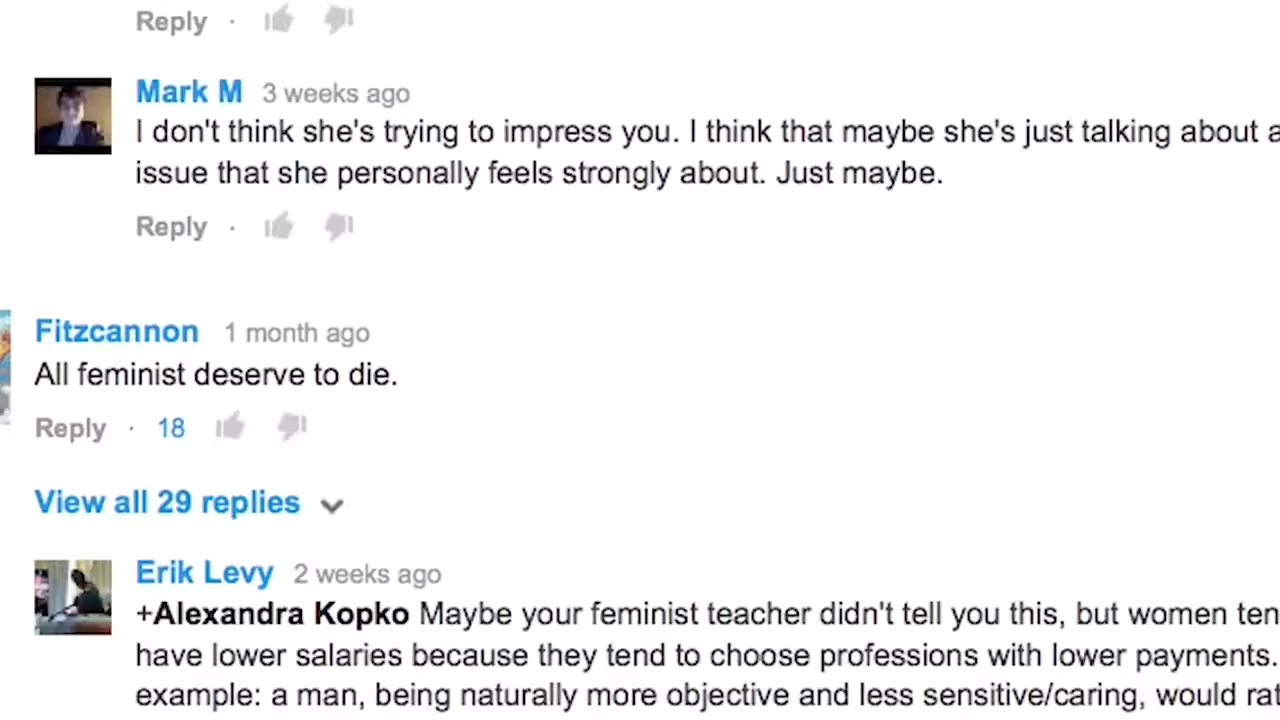 Reply ·
Mark M 3 weeks ago
I don't think she's trying to impress you. I think that maybe she's just talking about
issue that she personally feels strongly about. Just maybe.
Reply ·
Fitzcannon 1 month ago
All feminist deserve to die.
Reply · 18
View all 29 replies
Erik Levy 2 weeks ago
+Alexandra Kopko Maybe your feminist teacher didn't tell you this, but women
have lower salaries because they tend to choose professions with lower payments.
example: a man, being naturally more objective and less sensitive/caring, would